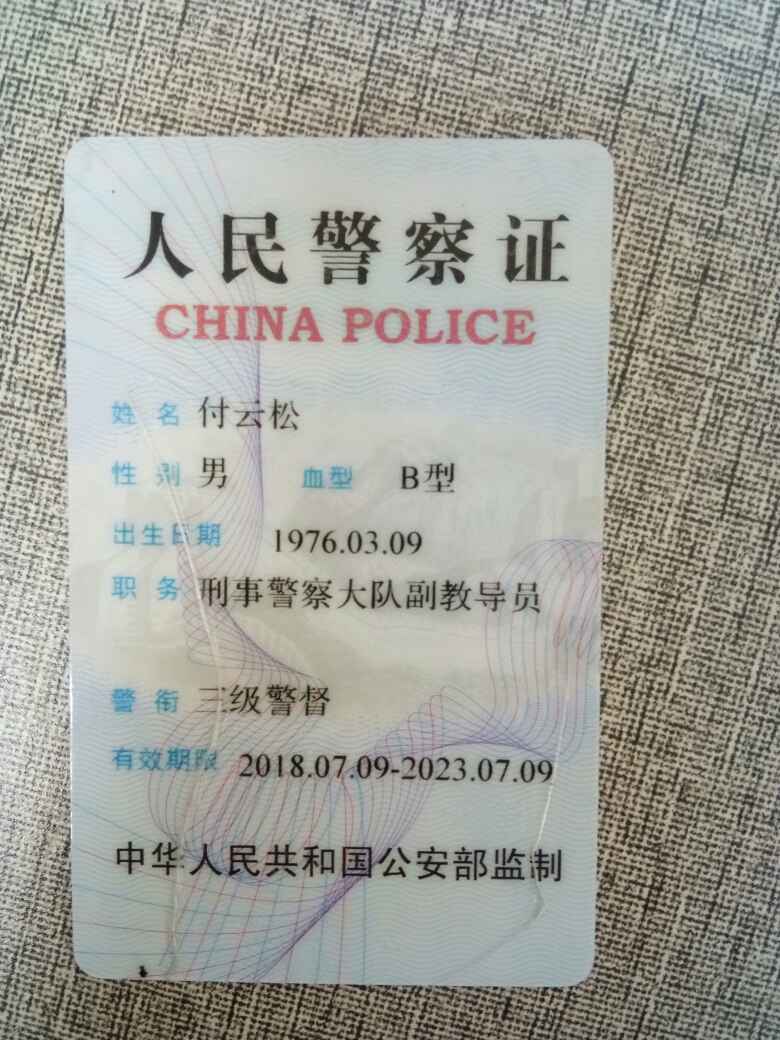 人民警察证
CHINA POLICE
姓名 付云松
性别 男 血型 B型
出生日期 1976.03.09
职务 刑事警察大队副教导员
警衔 三级警督
有效期限 2018.07.09-2023.07.09
中华人民共和国公安部监制